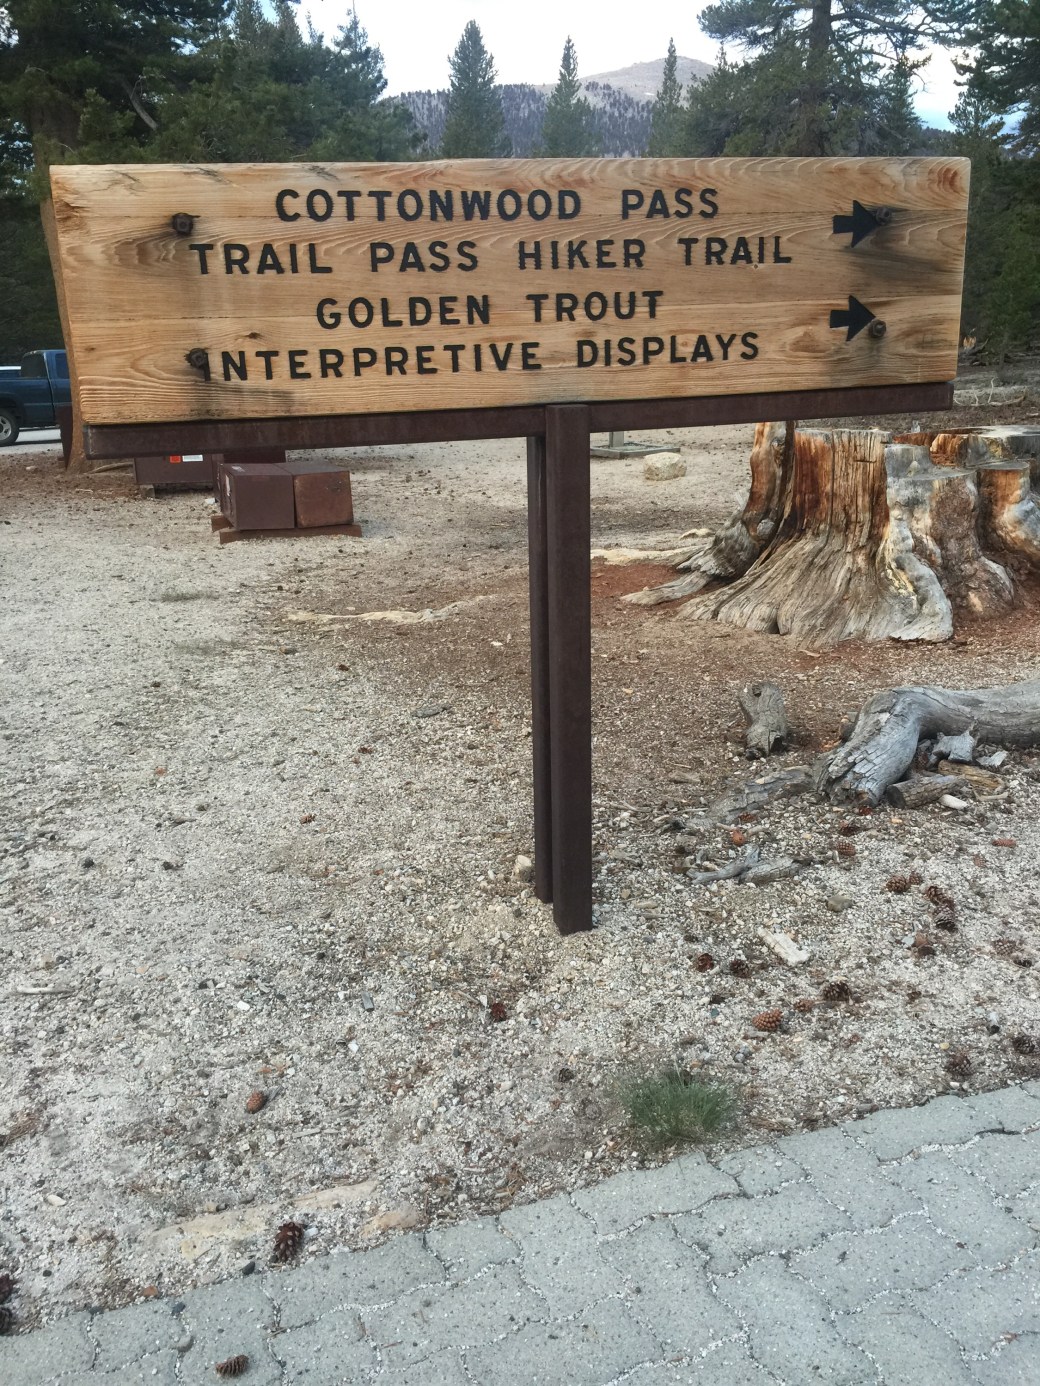 COTTONWOOD PASS
TRAIL PASS HIKER TRAIL
GOLDEN TROUT
INTERPRETIVE DISPLAYS